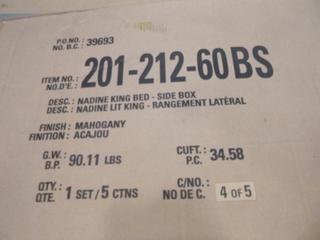 P.O.NO. :
N.O. B.C. : 39693
ITEM NO. :
NO.D'E. : 201-212-60BS
DESC. : NADINE KING BED - SIDE BOX
DESC. : NADINE LIT KING - RANGEMENT LATÉRAL
FINISH : MAHOGANY
FINITION : ACAJOU
G.W. :
B.P. : 90.11 LBS
CUFT. :
P.C. : 34.58
QTY. :
QTE. : 1 SET / 5 CTNS
C/NO. :
NO DE C. : 4 OF 5